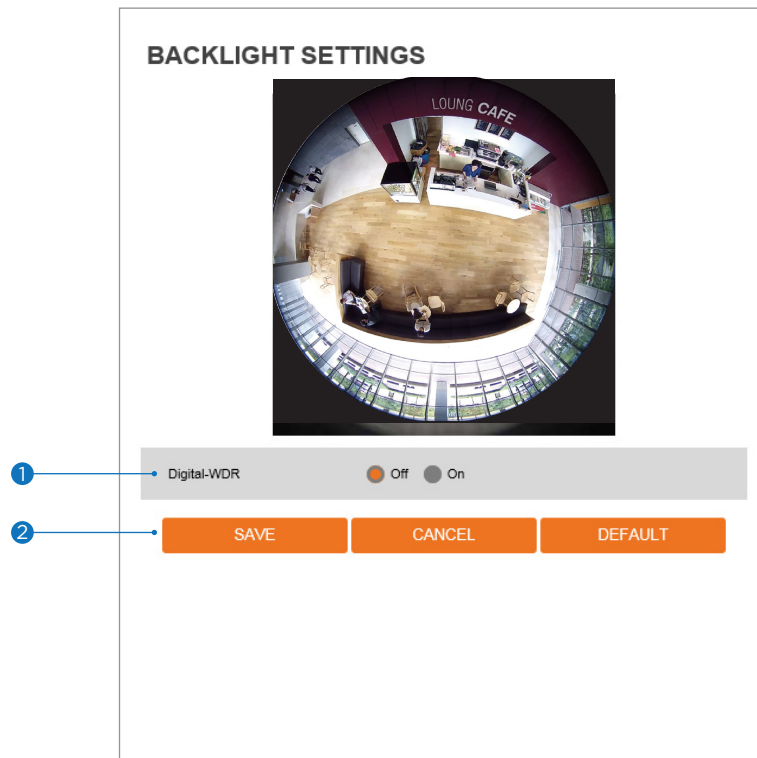 BACKLIGHT SETTINGS
LOUNG CAFE
1 Digital-WDR Off On
2 SAVE CANCEL DEFAULT